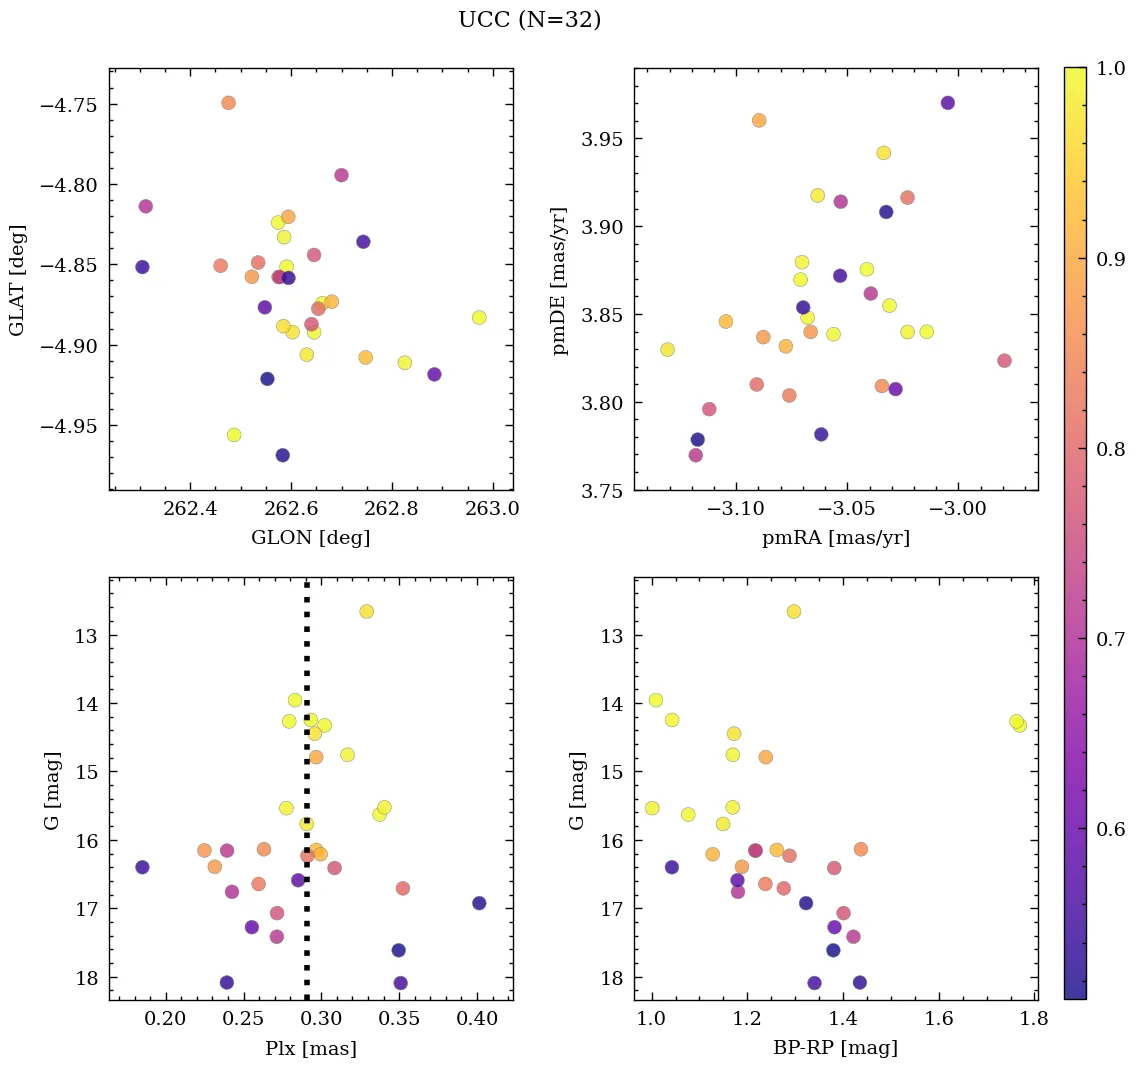 UCC (N=32)
−4.75
−4.80
−4.85
−4.90
−4.95
GLAT [deg]
262.4 262.6 262.8 263.0
GLON [deg]
3.95
3.90
3.85
3.80
3.75
pmDE [mas/yr]
−3.10 −3.05 −3.00
pmRA [mas/yr]
13
14
15
16
17
18
G [mag]
0.20 0.25 0.30 0.35 0.40
Plx [mas]
13
14
15
16
17
18
G [mag]
1.0 1.2 1.4 1.6 1.8
BP-RP [mag]
1.0
0.9
0.8
0.7
0.6